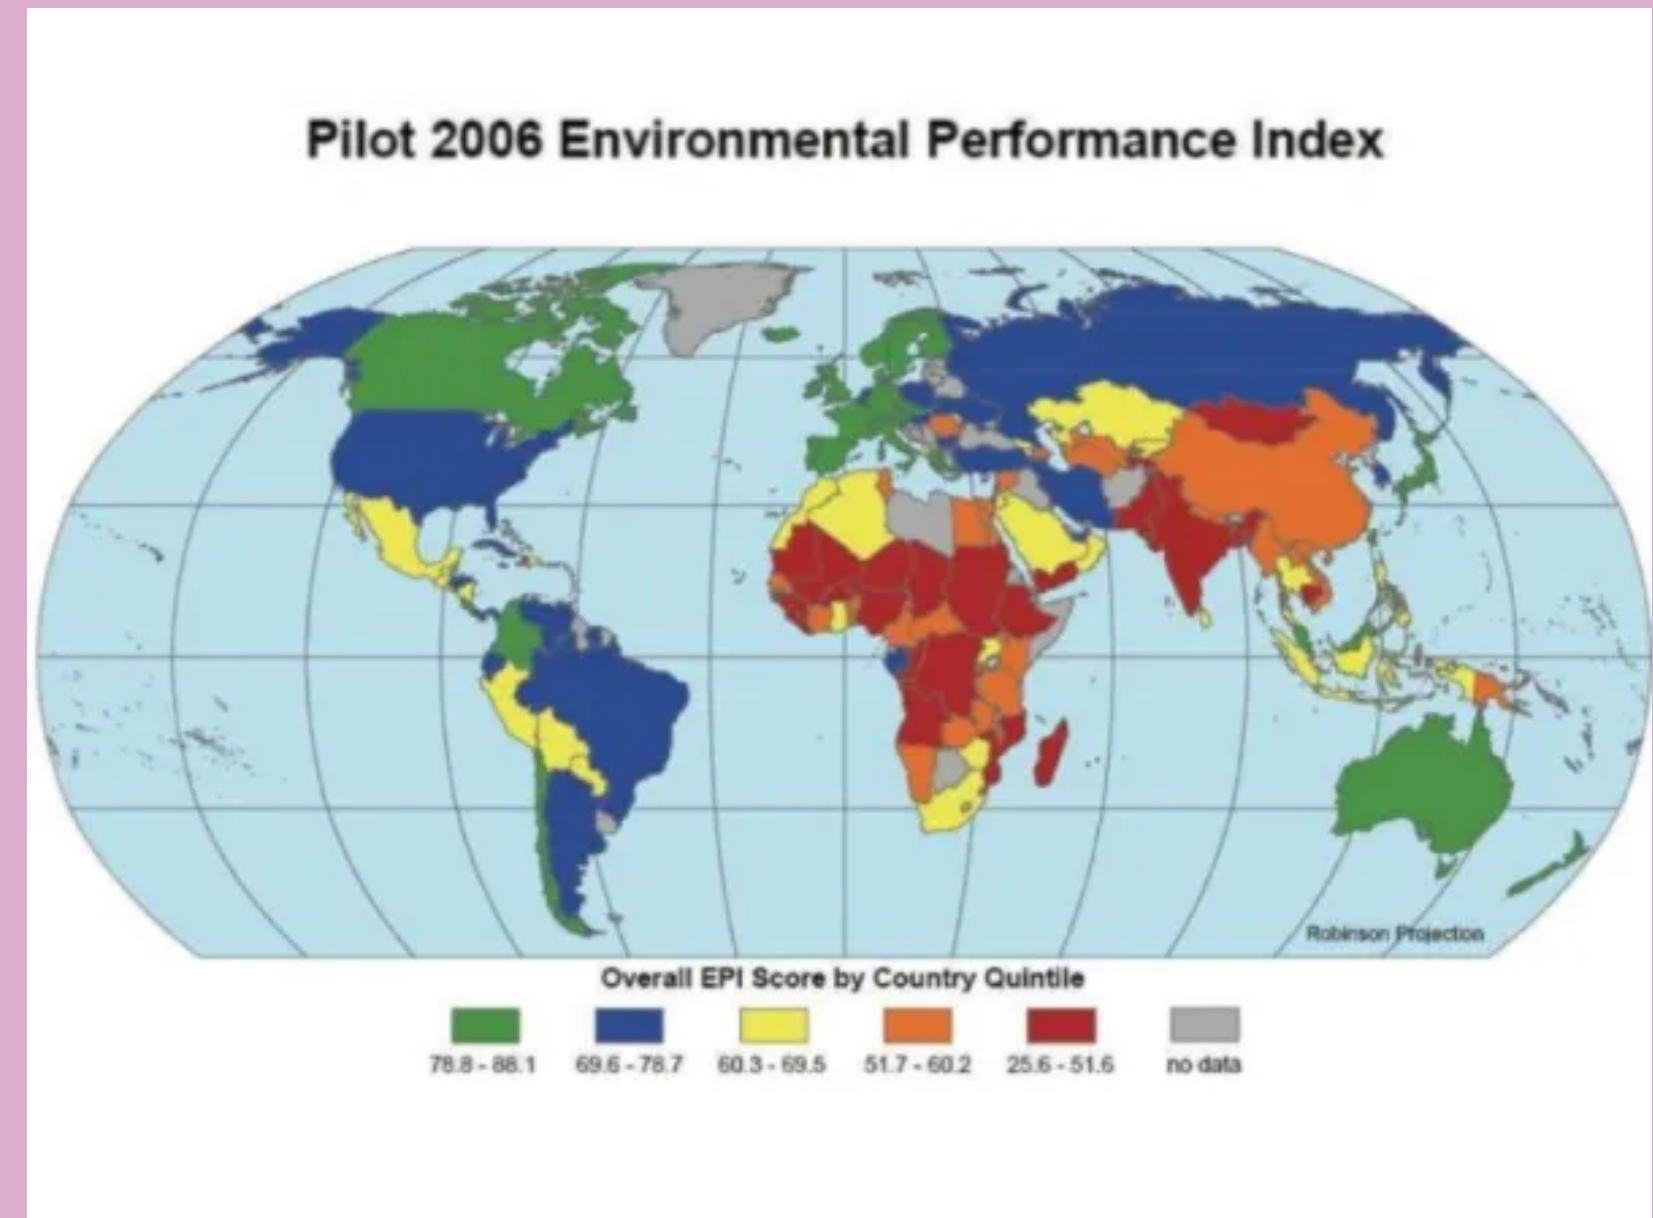 Pilot 2006 Environmental Performance Index
Robinson Projection
Overall EPI Score by Country Quintile
78.8 - 88.1 69.6 - 78.7 60.3 - 69.5 51.7 - 60.2 25.6 - 51.6 no data